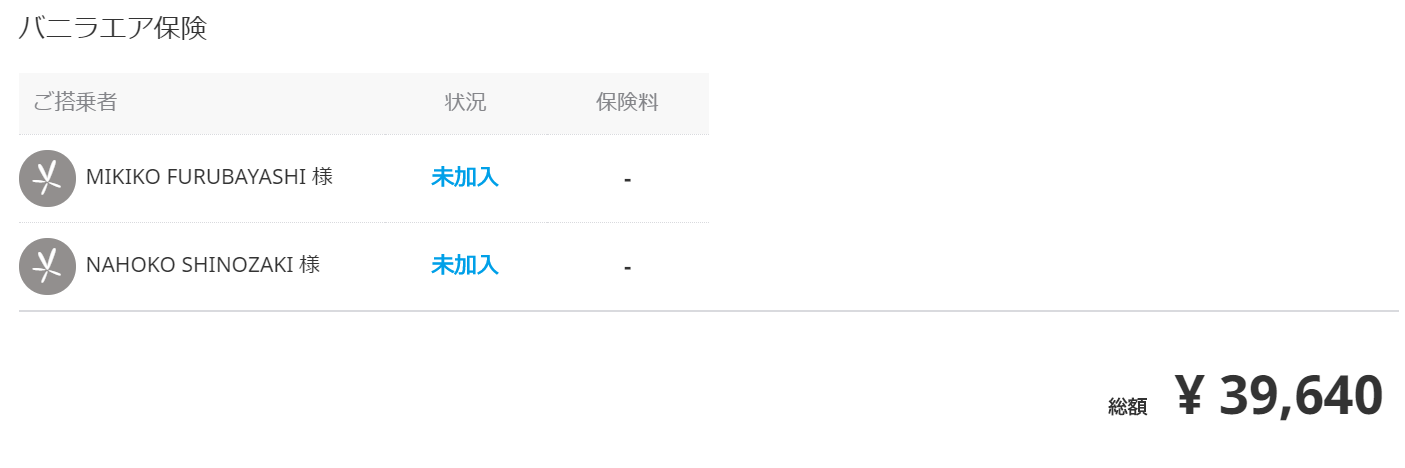 バニラエア保険
ご搭乗者 状況 保険料
MIKIKO FURUBAYASHI 様 未加入 -
NAHOKO SHINOZAKI 様 未加入 -
総額 ¥ 39,640